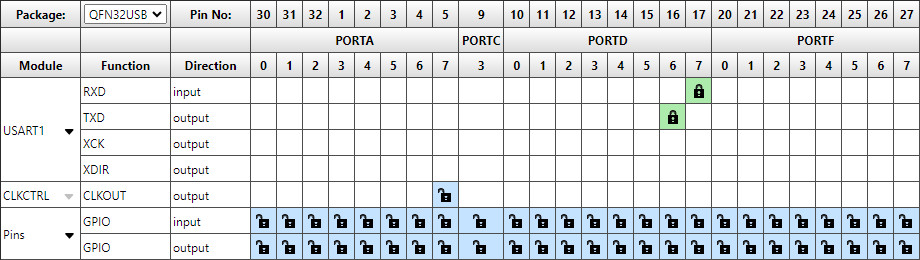 Package: QFN32USB Pin No: 30 31 32 1 2 3 4 5 9 10 11 12 13 14 15 16 17 20 21 22 23 24 25 26 27
PORTA PORTC PORTD PORTF
Module Function Direction 0 1 2 3 4 5 6 7 3 0 1 2 3 4 5 6 7 0 1 2 3 4 5 6 7
USART1
RXD input
TXD output
XCK output
XDIR output
CLKCTRL CLKOUT output
Pins
GPIO input
GPIO output